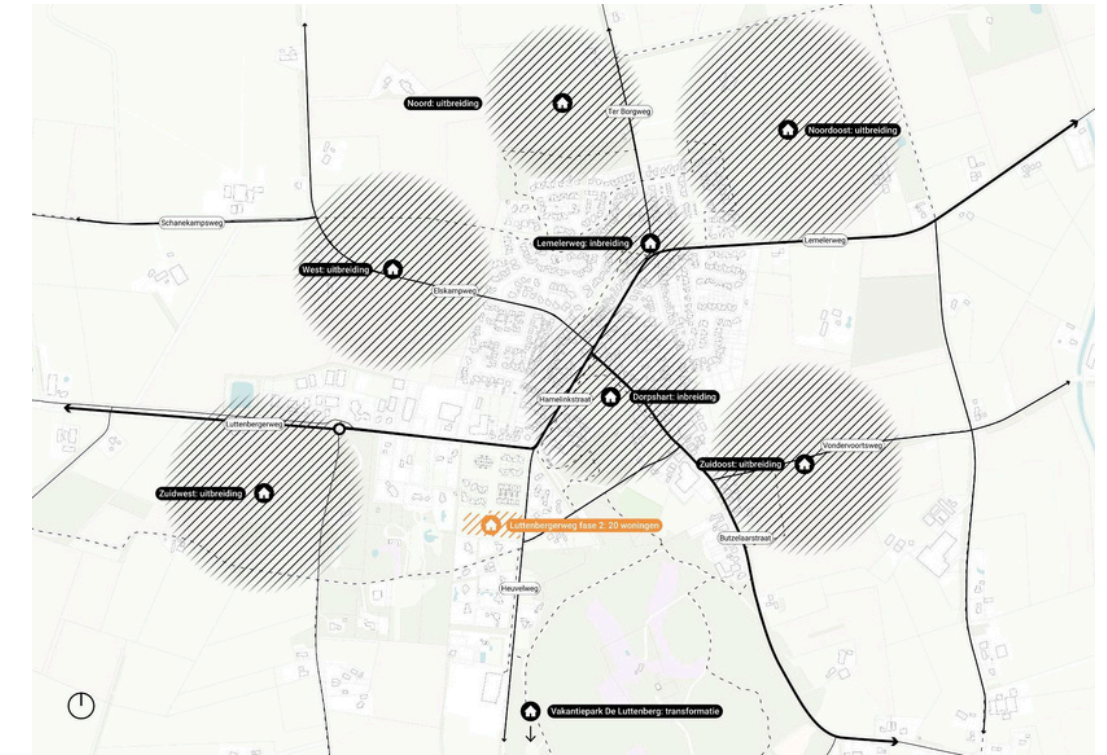 Noord: uitbreiding
Ter Borgweg
Noordoost: uitbreiding
Schanekampsweg
Lemelerweg: inbreiding
Lemelerweg
West: uitbreiding
Elskampweg
Hamelinkstraat
Dorpshart: inbreiding
Luttenbergerweg
Vondervoortsweg
Zuidoost: uitbreiding
Zuidwest: uitbreiding
Luttenbergerweg fase 2: 20 woningen
Butzelaarstraat
Heuvelweg
Vakantiepark De Luttenberg: transformatie